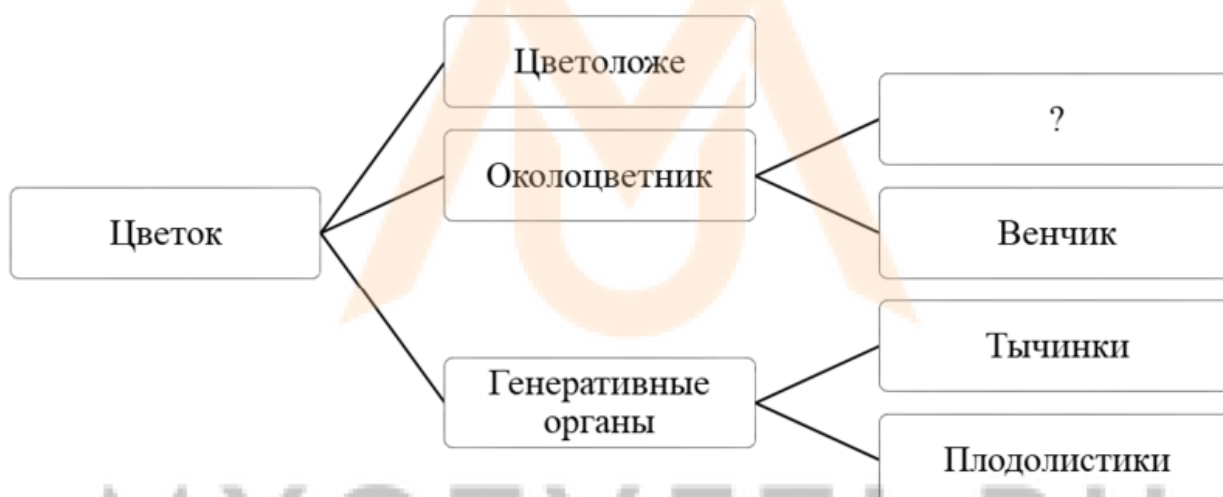 Цветоложе
?
Околоцветник
Цветок
Венчик
Тычинки
Генеративные
органы
Плодолистики